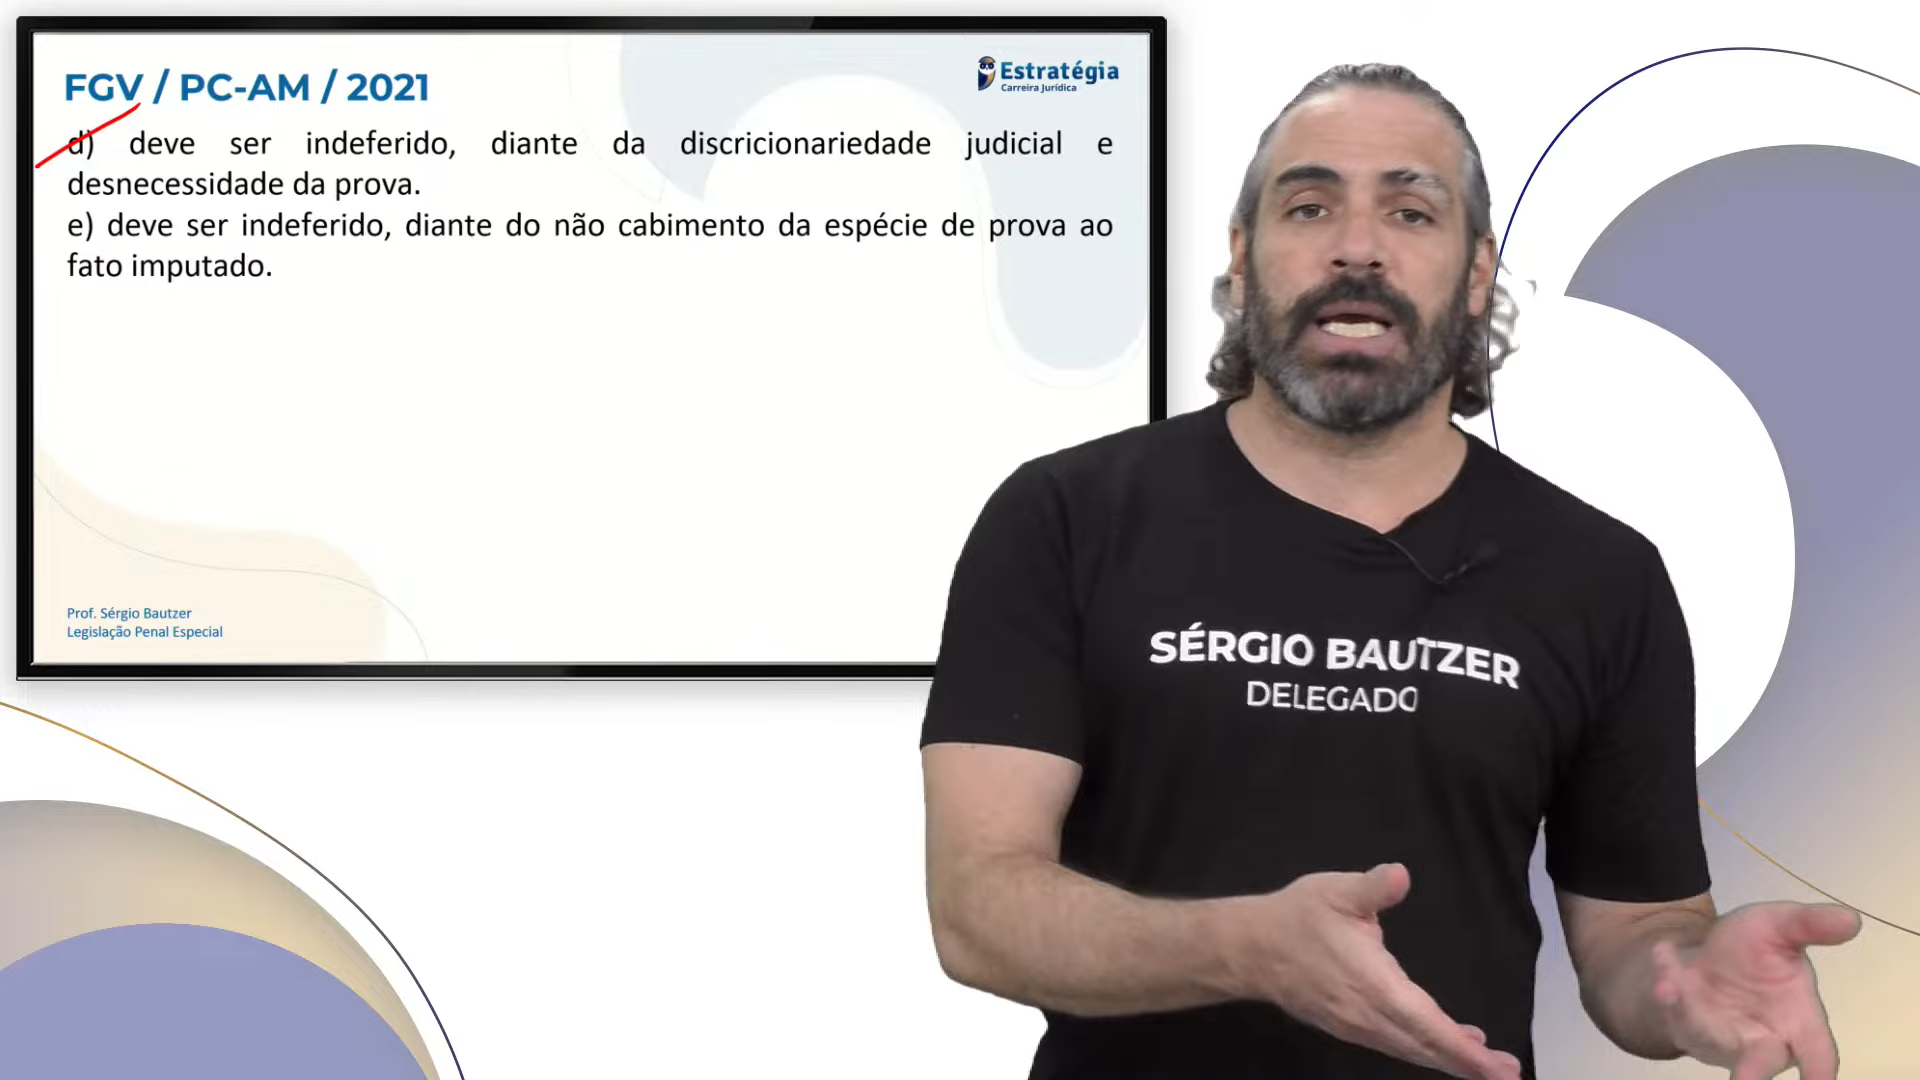 FGV / PC-AM / 2021
Estratégia
Carreira Jurídica
d) deve ser indeferido, diante da discricionariedade judicial e
desnecessidade da prova.
e) deve ser indeferido, diante do não cabimento da espécie de prova ao
fato imputado.
Prof. Sérgio Bautzer
Legislação Penal Especial
SÉRGIO BAUTZER
DELEGADO